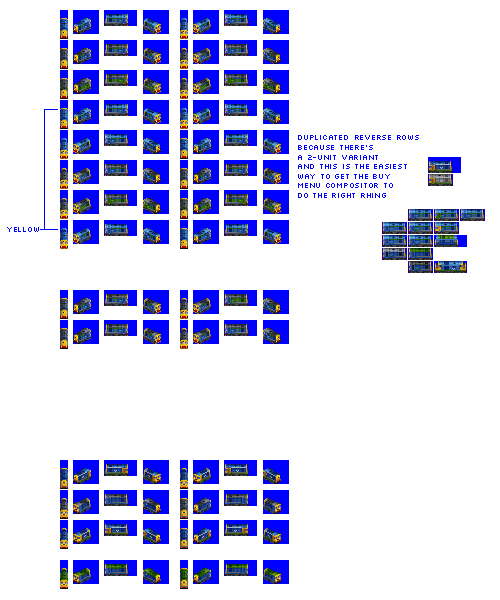 DUPLICATED REVERSE ROWS
BECAUSE THERE'S
A 2-UNIT VARIANT
AND THIS IS THE EASIEST
WAY TO GET THE BUY
MENU COMPOSITOR TO
DO THE RIGHT RHING
YELLOW